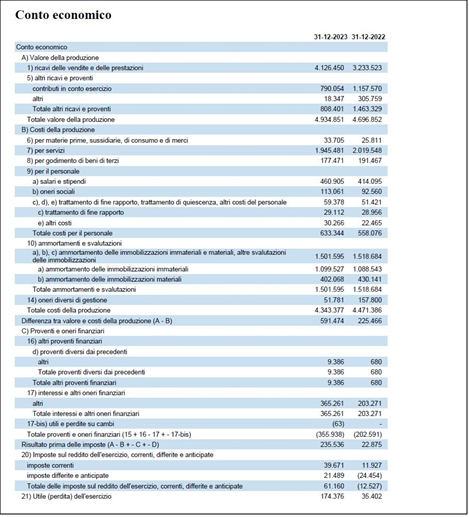 Conto economico
31-12-2023 31-12-2022
Conto economico
A) Valore della produzione
1) ricavi delle vendite e delle prestazioni 4.126.450 3.233.523
5) altri ricavi e proventi
contributi in conto esercizio 790.054 1.157.570
altri 18.347 305.759
Totale altri ricavi e proventi 808.401 1.463.329
Totale valore della produzione 4.934.851 4.696.852
B) Costi della produzione
6) per materie prime, sussidiarie, di consumo e di merci 33.705 25.811
7) per servizi 1.945.481 2.019.548
8) per godimento di beni di terzi 177.471 191.467
9) per il personale
a) salari e stipendi 460.905 414.095
b) oneri sociali 113.061 92.560
c), d), e) trattamento di fine rapporto, trattamento di quiescenza, altri costi del personale 59.378 51.421
c) trattamento di fine rapporto 29.112 28.956
e) altri costi 30.266 22.465
Totale costi per il personale 633.344 558.076
10) ammortamenti e svalutazioni
a), b), c) ammortamento delle immobilizzazioni immateriali e materiali, altre svalutazioni
delle immobilizzazioni 1.501.595 1.518.684
a) ammortamento delle immobilizzazioni immateriali 1.099.527 1.088.543
b) ammortamento delle immobilizzazioni materiali 402.068 430.141
Totale ammortamenti e svalutazioni 1.501.595 1.518.684
14) oneri diversi di gestione 51.781 157.800
Totale costi della produzione 4.343.377 4.471.386
Differenza tra valore e costi della produzione (A - B) 591.474 225.466
C) Proventi e oneri finanziari
16) altri proventi finanziari
d) proventi diversi dai precedenti
altri 9.386 680
Totale proventi diversi dai precedenti 9.386 680
Totale altri proventi finanziari 9.386 680
17) interessi e altri oneri finanziari
altri 365.261 203.271
Totale interessi e altri oneri finanziari 365.261 203.271
17-bis) utili e perdite su cambi (63) -
Totale proventi e oneri finanziari (15 + 16 - 17 + - 17-bis) (355.938) (202.591)
Risultato prima delle imposte (A - B + - C + - D) 235.536 22.875
20) Imposte sul reddito dell'esercizio, correnti, differite e anticipate
imposte correnti 39.671 11.927
imposte differite e anticipate 21.489 (24.454)
Totale delle imposte sul reddito dell'esercizio, correnti, differite e anticipate 61.160 (12.527)
21) Utile (perdita) dell'esercizio 174.376 35.402